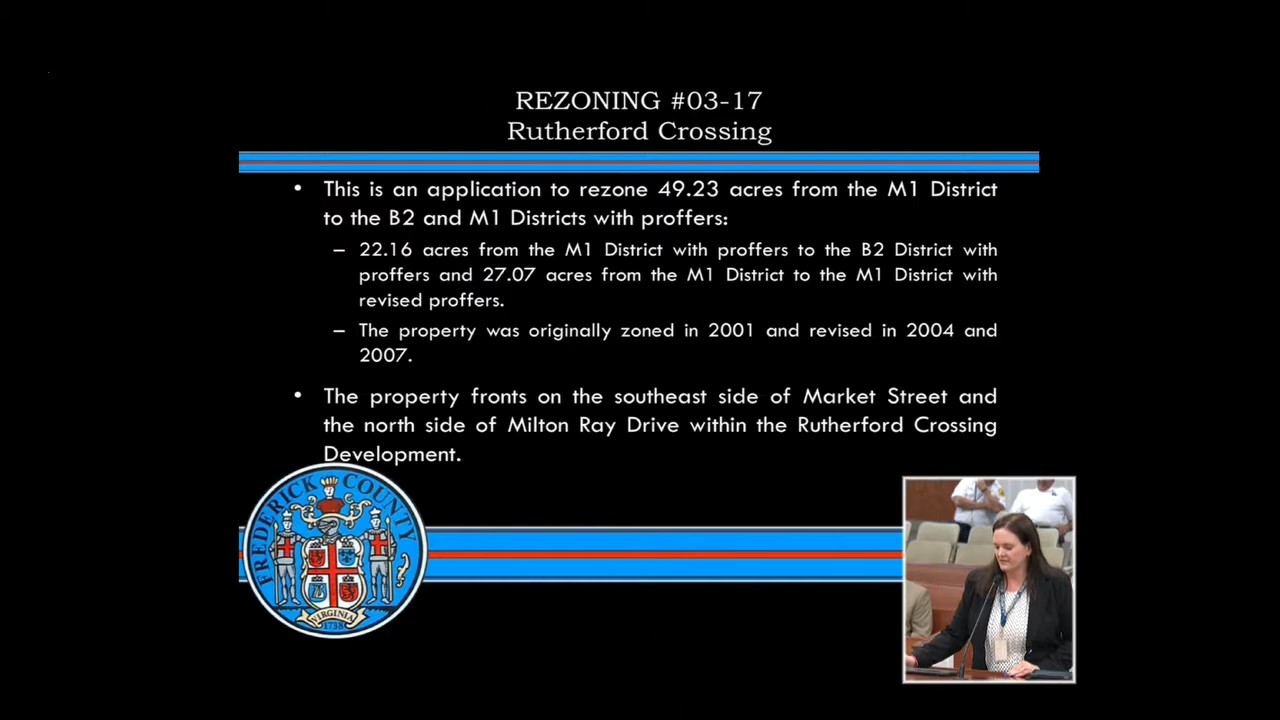 REZONING #03-17
Rutherford Crossing
• This is an application to rezone 49.23 acres from the M1 District
to the B2 and M1 Districts with proffers:
– 22.16 acres from the M1 District with proffers to the B2 District with
proffers and 27.07 acres from the M1 District to the M1 District with
revised proffers.
– The property was originally zoned in 2001 and revised in 2004 and
2007.
• The property fronts on the southeast side of Market Street and
the north side of Milton Ray Drive within the Rutherford Crossing
Development.
FREDERICK COUNTY
VIRGINIA
1738